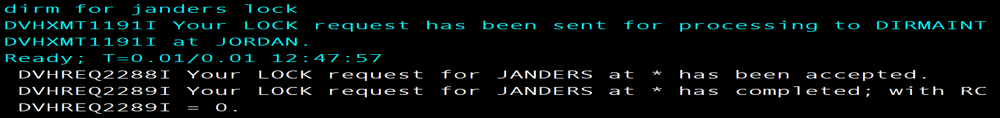 dirm for janders lock
DVHXMT1191I Your LOCK request has been sent for processing to DIRMAINT
DVHXMT1191I at JORDAN.
Ready; T=0.01/0.01 12:47:57
DVHREQ2288I Your LOCK request for JANDERS at * has been accepted.
DVHREQ2289I Your LOCK request for JANDERS at * has completed; with RC
DVHREQ2289I = 0.